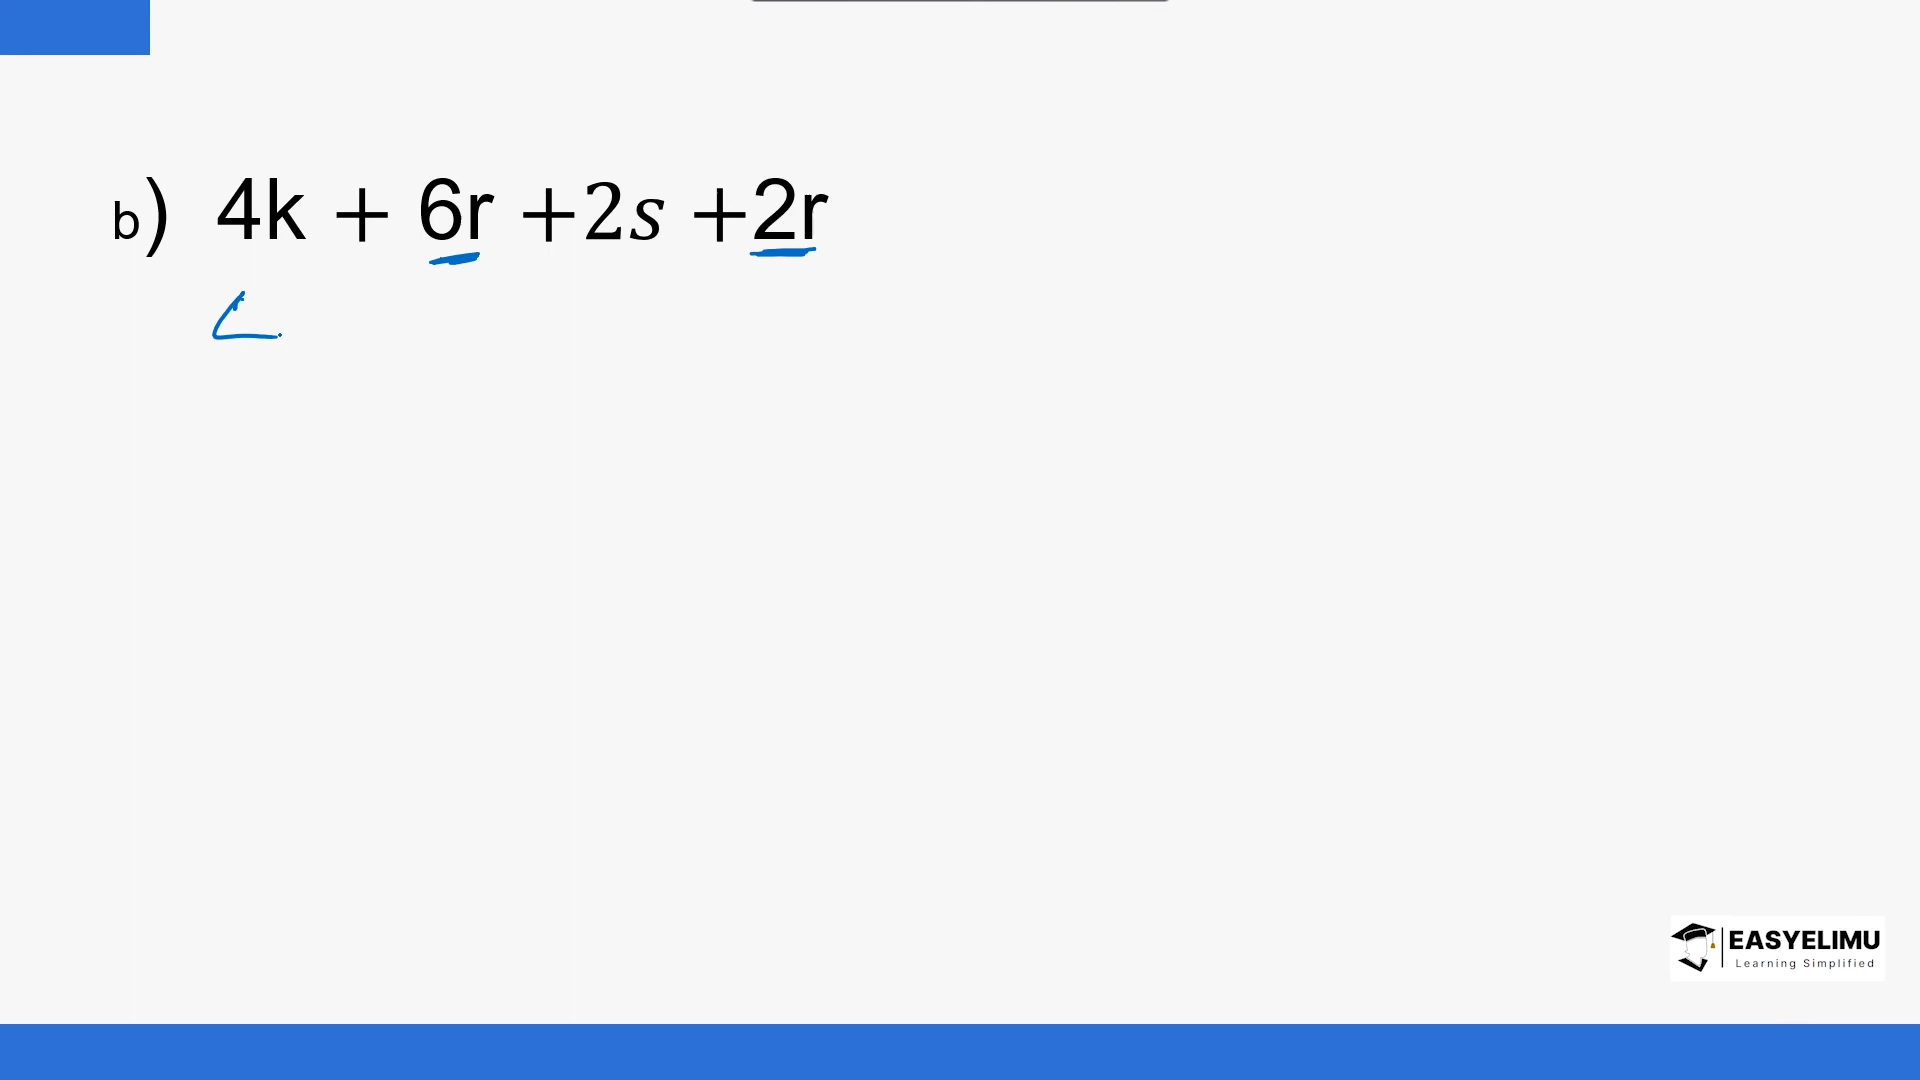 b) 4k + 6r +2s +2r
EASYELIMU
Learning Simplified